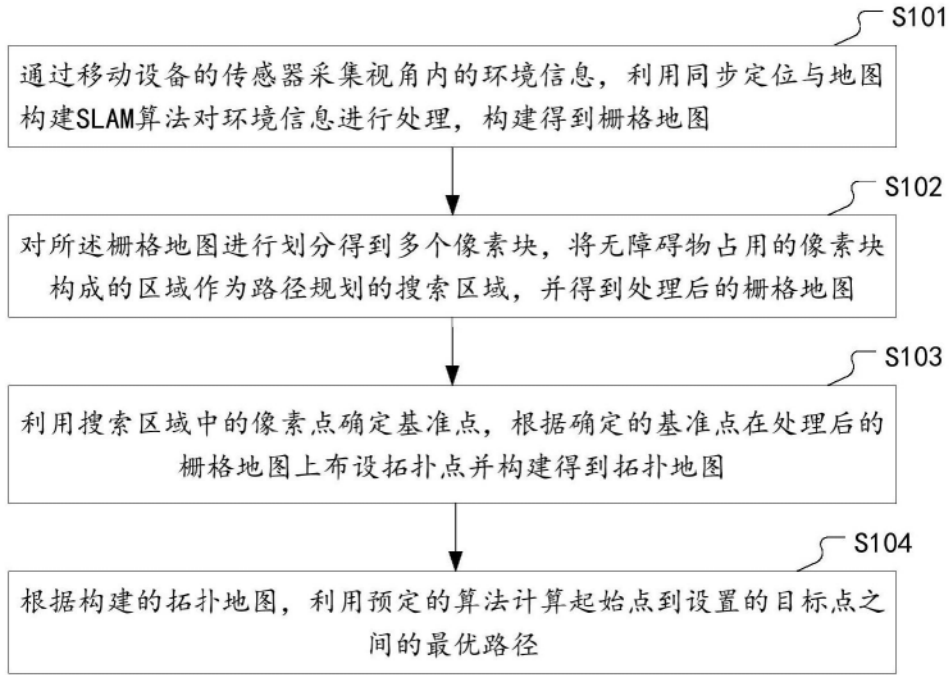 S101
通过移动设备的传感器采集视角内的环境信息，利用同步定位与地图
构建SLAM算法对环境信息进行处理，构建得到栅格地图
S102
对所述栅格地图进行划分得到多个像素块，将无障碍物占用的像素块
构成的区域作为路径规划的搜索区域，并得到处理后的栅格地图
S103
利用搜索区域中的像素点确定基准点，根据确定的基准点在处理后的
栅格地图上布设拓扑点并构建得到拓扑地图
S104
根据构建的拓扑地图，利用预定的算法计算起始点到设置的目标点之
间的最优路径